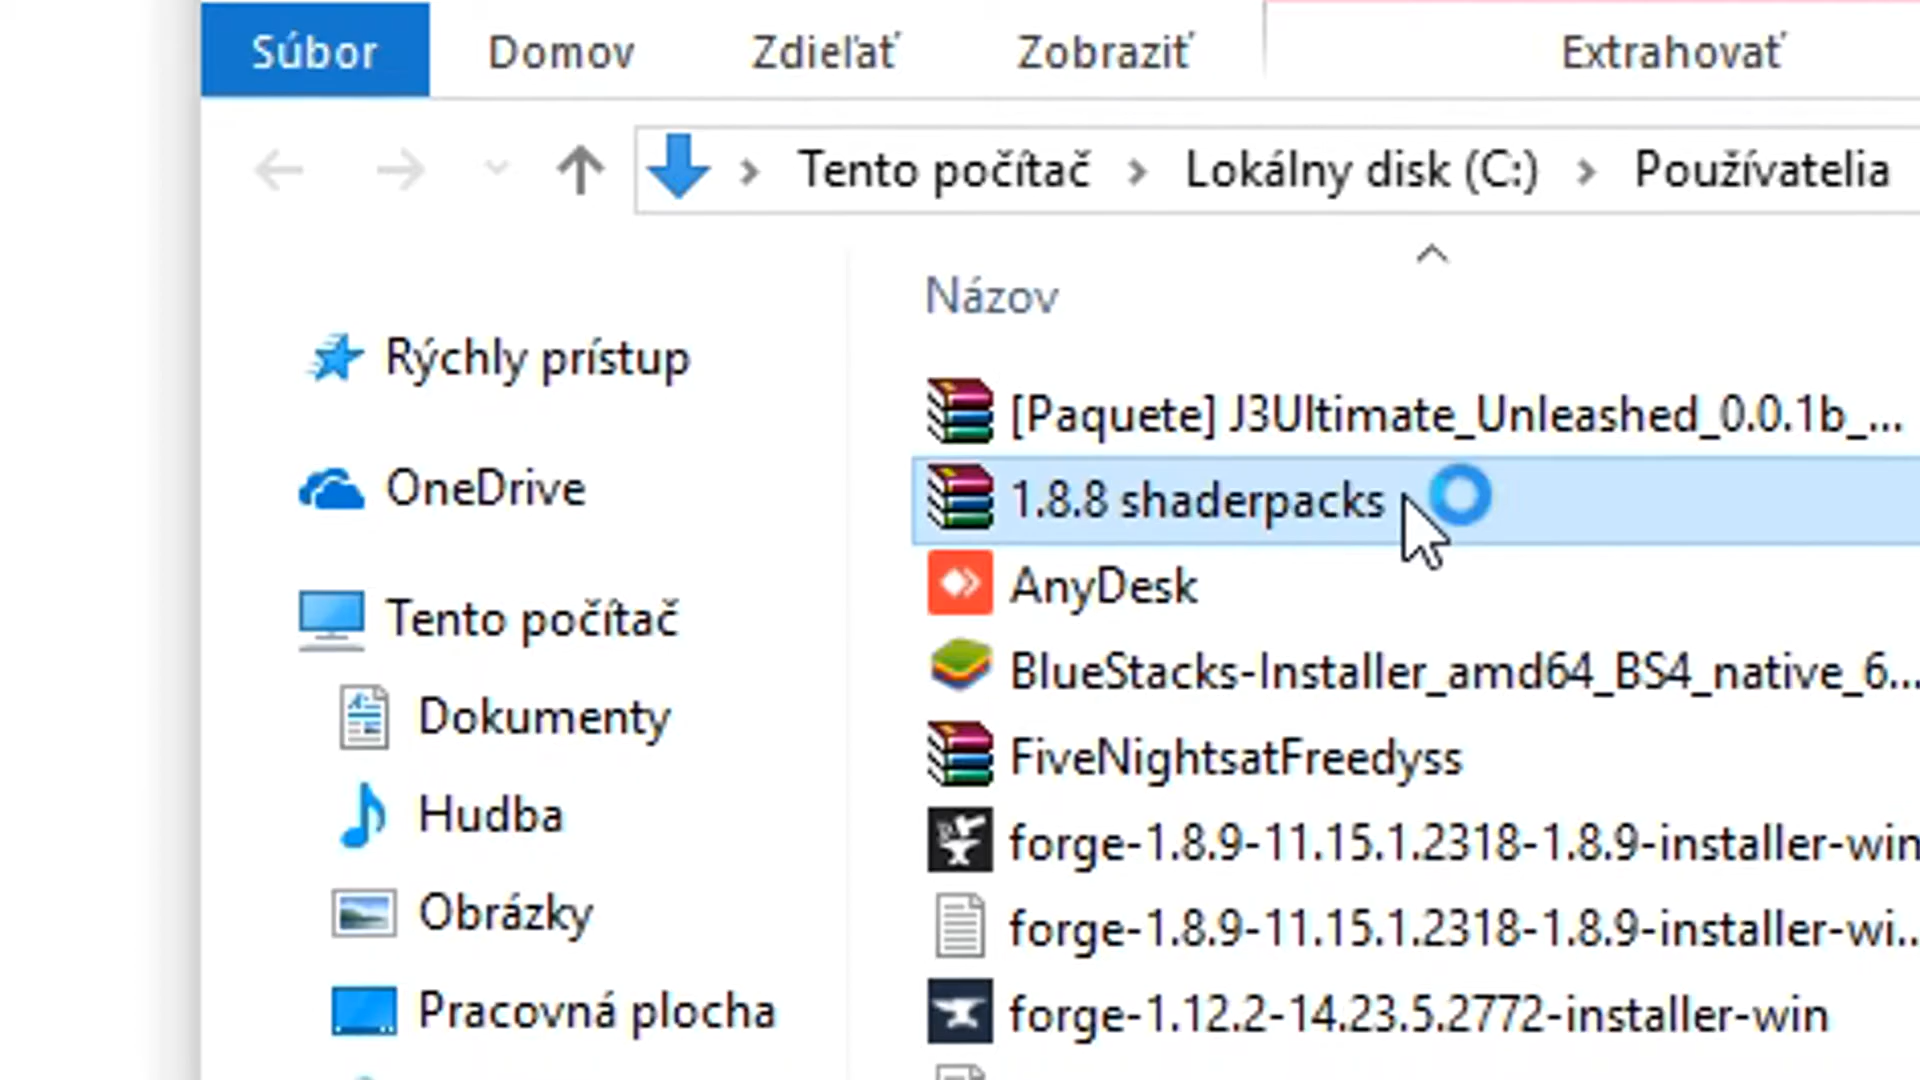 Súbor Domov Zdieľať Zobraziť Extrahovať
Tento počítač Lokálny disk (C:) Používatelia
Názov
Rýchly prístup
OneDrive
Tento počítač
Dokumenty
Hudba
Obrázky
Pracovná plocha
[Paquete] J3Ultimate_Unleashed_0.0.1b_...
1.8.8 shaderpacks
AnyDesk
BlueStacks-Installer_amd64_BS4_native_6...
FiveNightsatFreedyss
forge-1.8.9-11.15.1.2318-1.8.9-installer-win
forge-1.8.9-11.15.1.2318-1.8.9-installer-wi...
forge-1.12.2-14.23.5.2772-installer-win